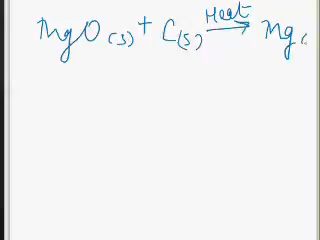 MgO(s) + C(s) Heat → Mg(